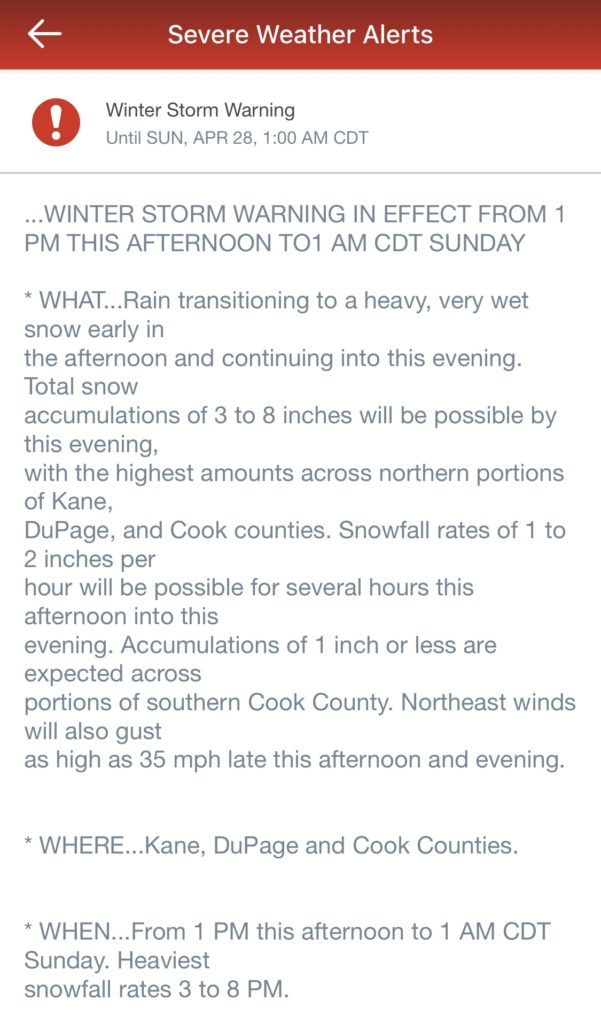 Severe Weather Alerts
Winter Storm Warning
Until SUN, APR 28, 1:00 AM CDT
...WINTER STORM WARNING IN EFFECT FROM 1
PM THIS AFTERNOON TO1 AM CDT SUNDAY
* WHAT...Rain transitioning to a heavy, very wet
snow early in
the afternoon and continuing into this evening.
Total snow
accumulations of 3 to 8 inches will be possible by
this evening,
with the highest amounts across northern portions
of Kane,
DuPage, and Cook counties. Snowfall rates of 1 to
2 inches per
hour will be possible for several hours this
afternoon into this
evening. Accumulations of 1 inch or less are
expected across
portions of southern Cook County. Northeast winds
will also gust
as high as 35 mph late this afternoon and evening.
* WHERE...Kane, DuPage and Cook Counties.
* WHEN...From 1 PM this afternoon to 1 AM CDT
Sunday. Heaviest
snowfall rates 3 to 8 PM.